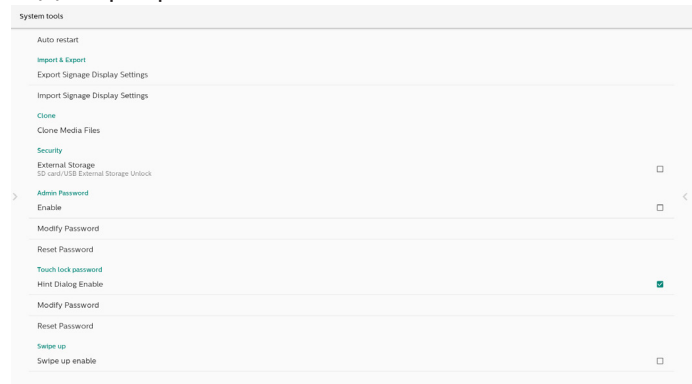 System tools
Auto restart
Import & Export
Export Signage Display Settings
Import Signage Display Settings
Clone
Clone Media Files
Security
External Storage
SD card/USB External Storage Unlock
Admin Password
Enable
Modify Password
Reset Password
Touch lock password
Hint Dialog Enable
Modify Password
Reset Password
Swipe up
Swipe up enable